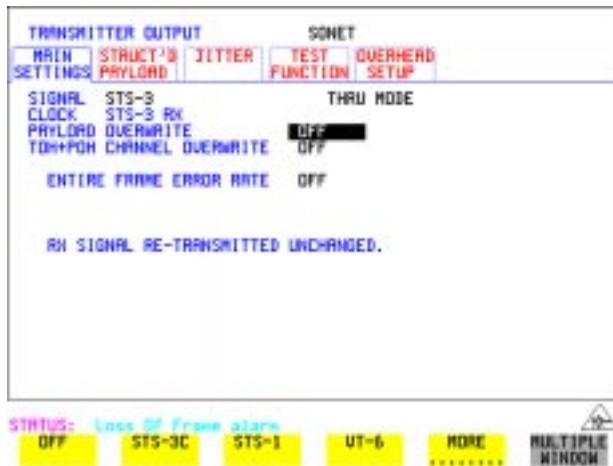 TRANSMITTER OUTPUT SONET
MAIN SETTINGS STRUCT'D PAYLOAD JITTER TEST FUNCTION OVERHEAD SETUP
SIGNAL STS-3 THRU MODE
CLOCK STS-3 RX
PAYLOAD OVERWRITE OFF
TOH+POH CHANNEL OVERWRITE OFF
ENTIRE FRAME ERROR RATE OFF
RX SIGNAL RE-TRANSMITTED UNCHANGED.
STATUS: Loss Of Frame alarm
OFF STS-3C STS-1 VT-6 MORE MULTIPLE WINDOW